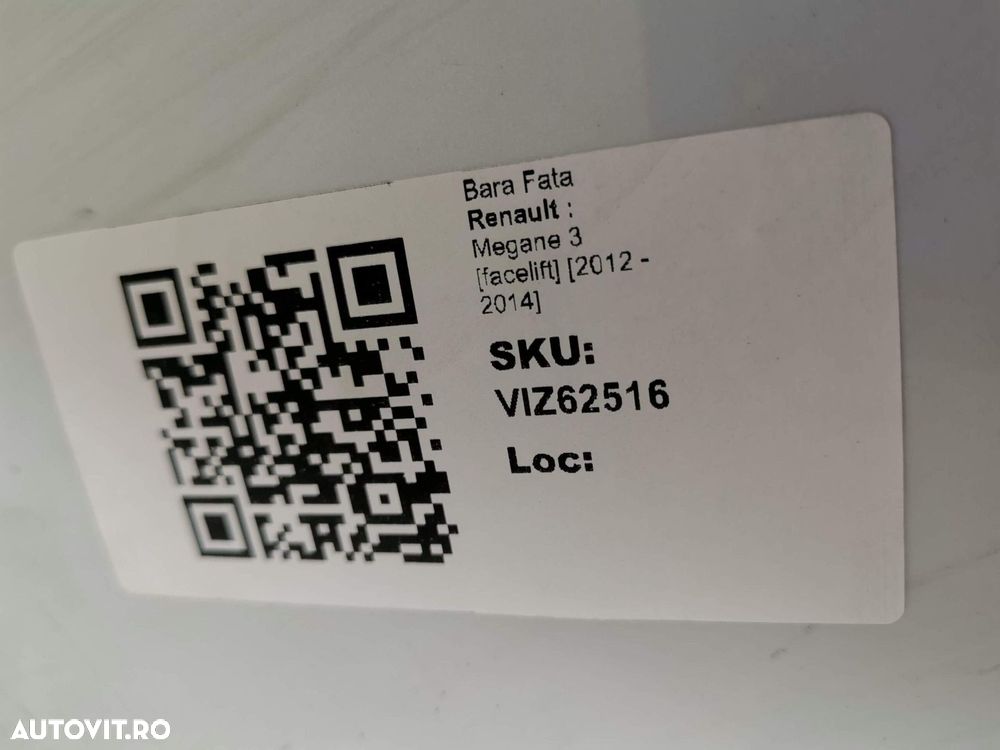 Bara Fata
Renault :
Megane 3
[facelift] [2012 -
2014]
SKU:
VIZ62516
Loc:
AUTOVIT.RO